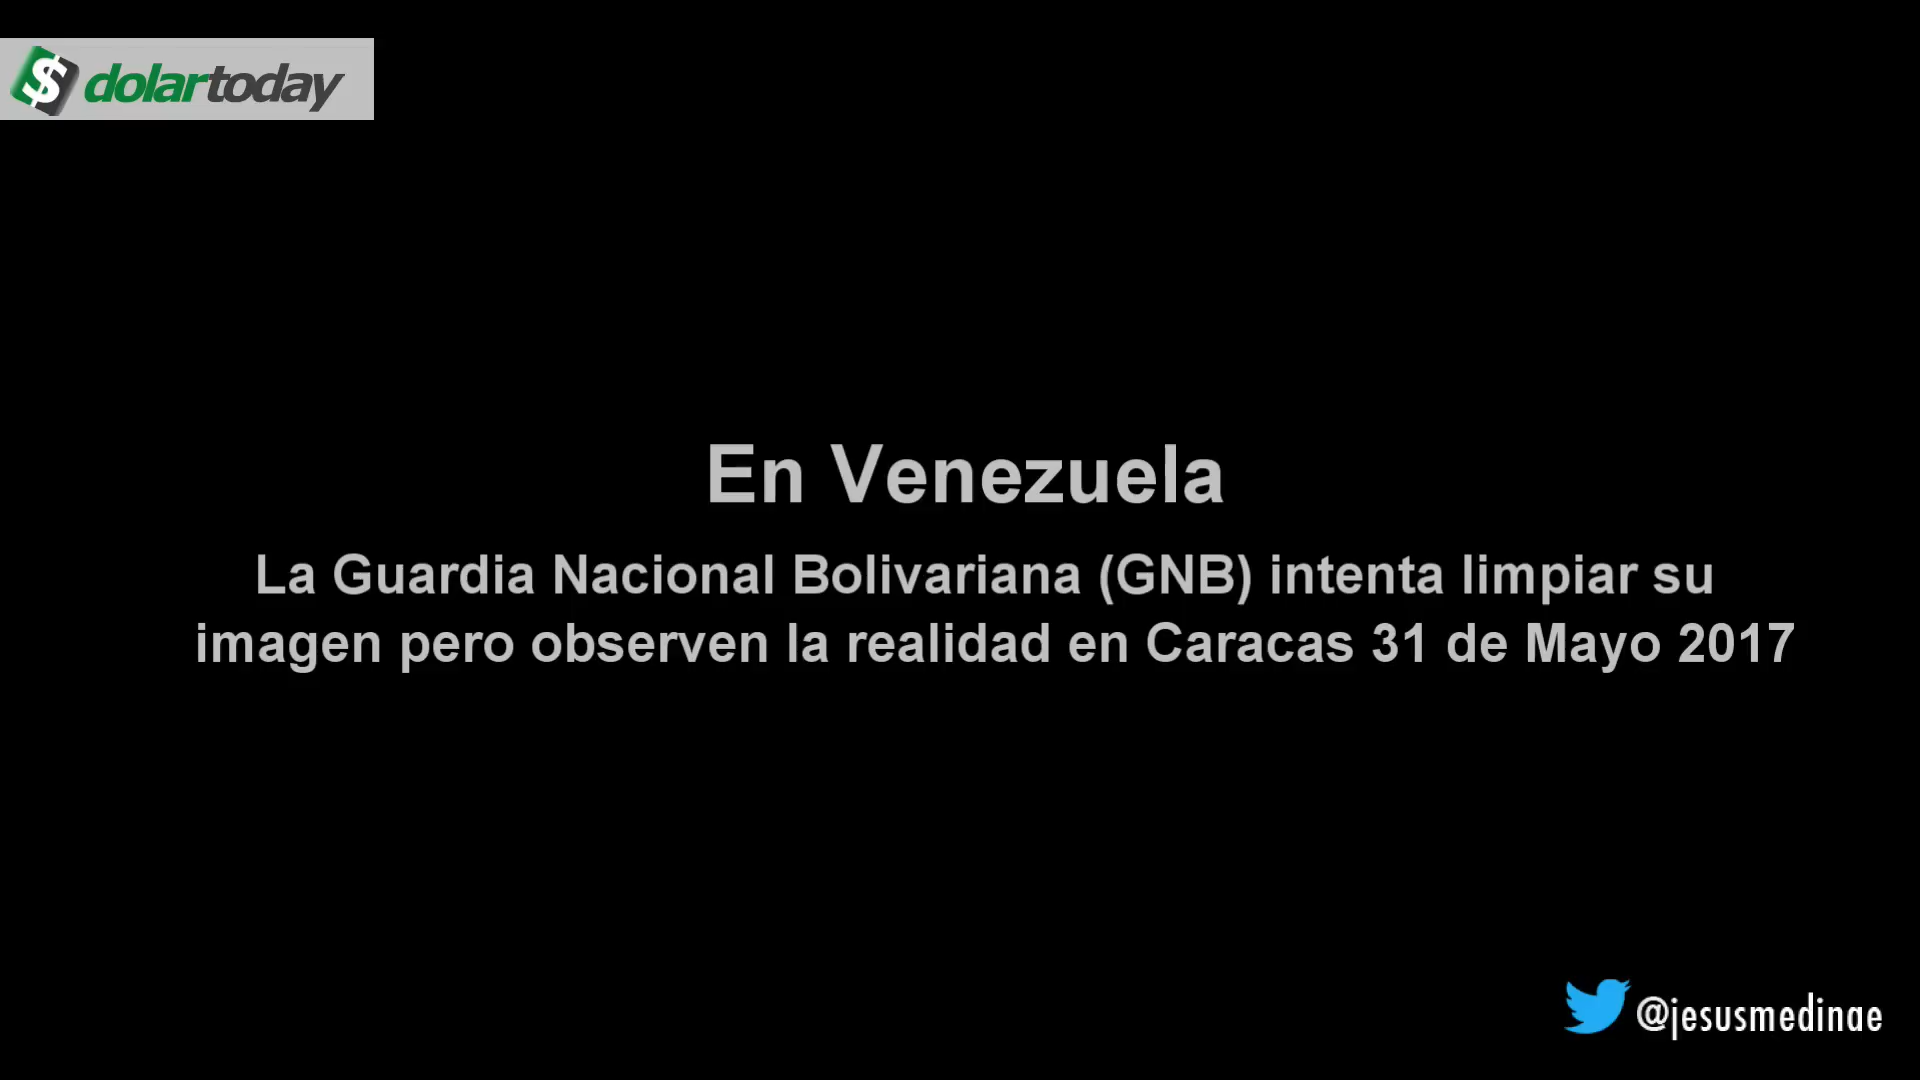 dolartoday
En Venezuela
La Guardia Nacional Bolivariana (GNB) intenta limpiar su
imagen pero observen la realidad en Caracas 31 de Mayo 2017
@jesusmedinae